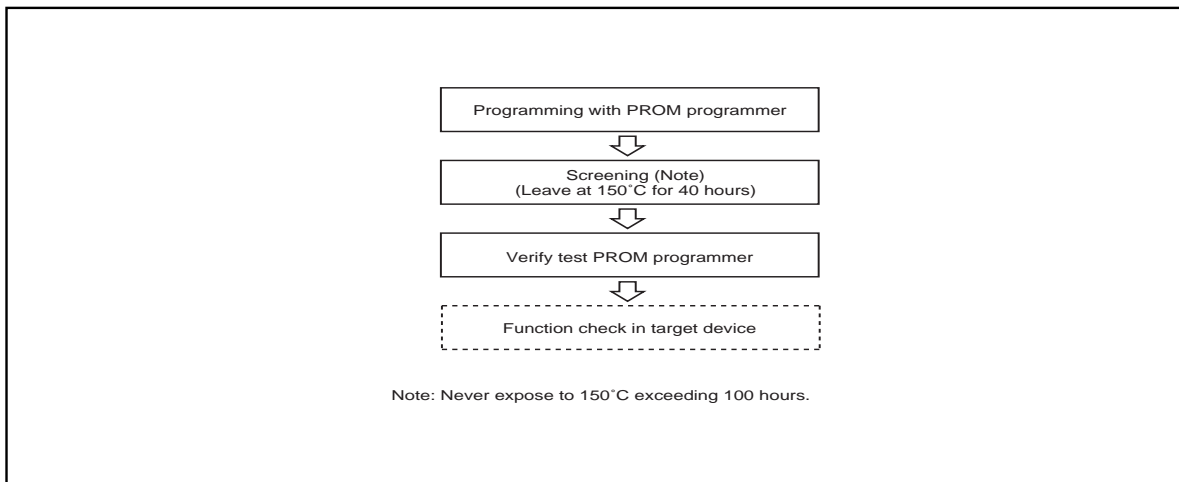 Programming with PROM programmer
Screening (Note)
(Leave at 150˚C for 40 hours)
Verify test PROM programmer
Function check in target device
Note: Never expose to 150˚C exceeding 100 hours.